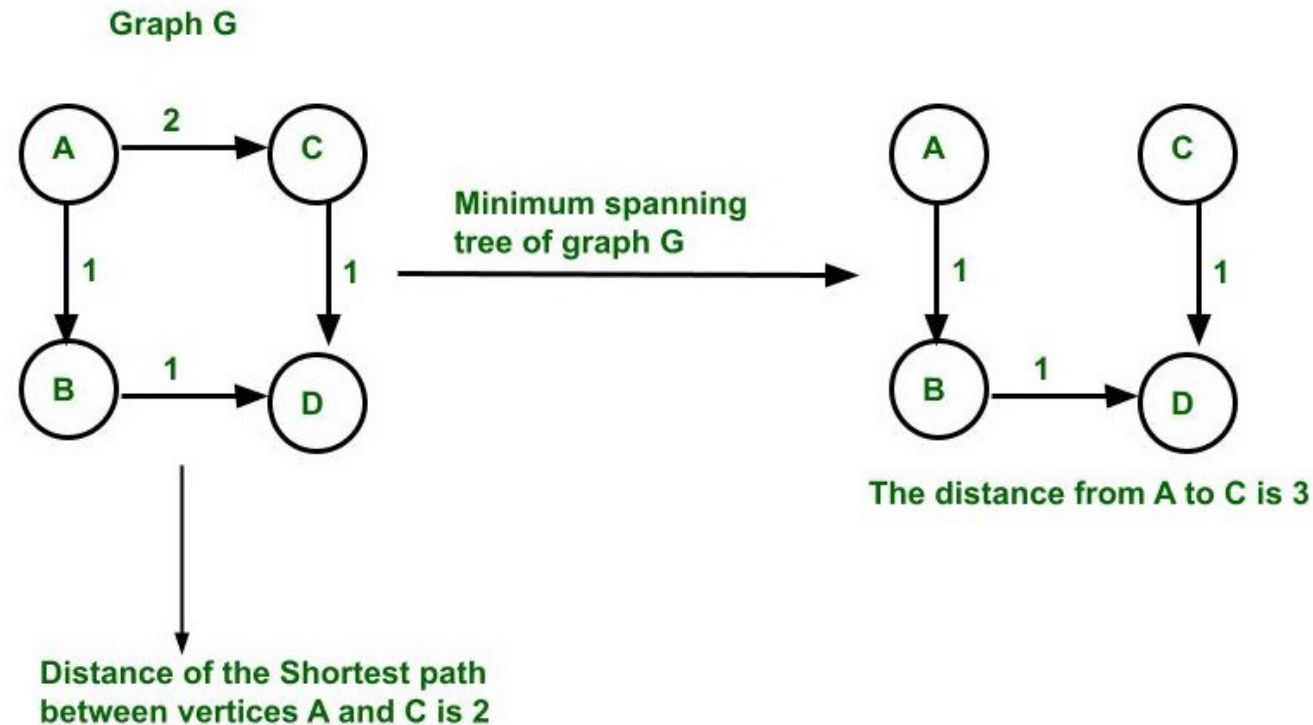 Graph G
A
2
C
1
1
B
1
D
Minimum spanning
tree of graph G
A
C
1
1
B
1
D
The distance from A to C is 3
Distance of the Shortest path
between vertices A and C is 2